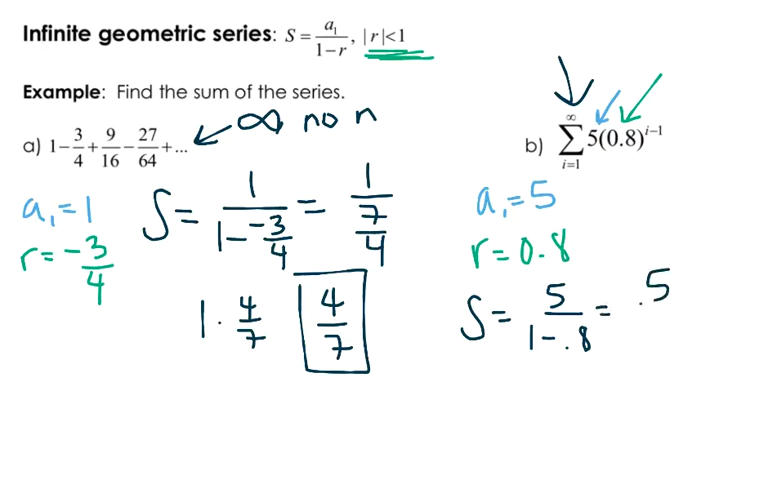 Infinite geometric series: S = a₁/(1−r), |r|<1
Example: Find the sum of the series.
a) 1 − 3/4 + 9/16 − 27/64 + ...
∞ no n
a₁ = 1
r = −3/4
S = 1/(1 − −3/4) = 1/(7/4)
1 · 4/7
4/7
b) ∑_{i=1}^{∞} 5(0.8)^{i−1}
a₁ = 5
r = 0.8
S = 5/(1 − .8) = .5